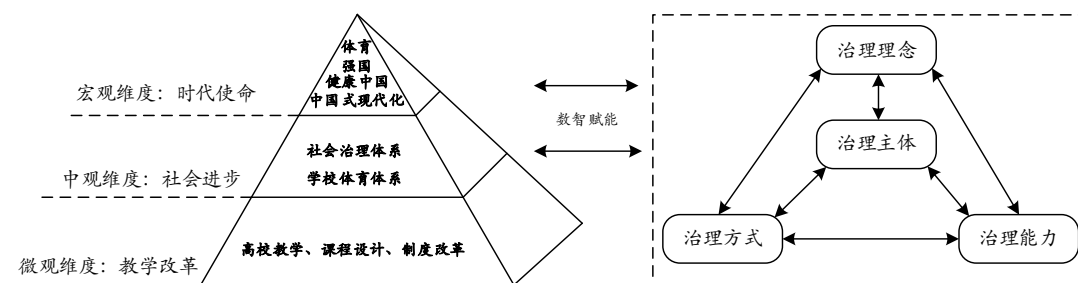 体育
强国
健康中国
中国式现代化
宏观维度：时代使命
社会治理体系
学校体育体系
中观维度：社会进步
高校教学、课程设计、制度改革
微观维度：教学改革
数智赋能
治理理念
治理主体
治理方式
治理能力